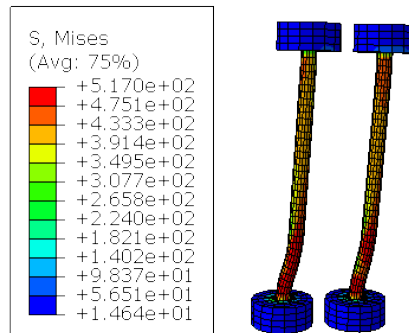 S, Mises
(Avg: 75%)
+5.170e+02
+4.751e+02
+4.333e+02
+3.914e+02
+3.495e+02
+3.077e+02
+2.658e+02
+2.240e+02
+1.821e+02
+1.402e+02
+9.837e+01
+5.651e+01
+1.464e+01